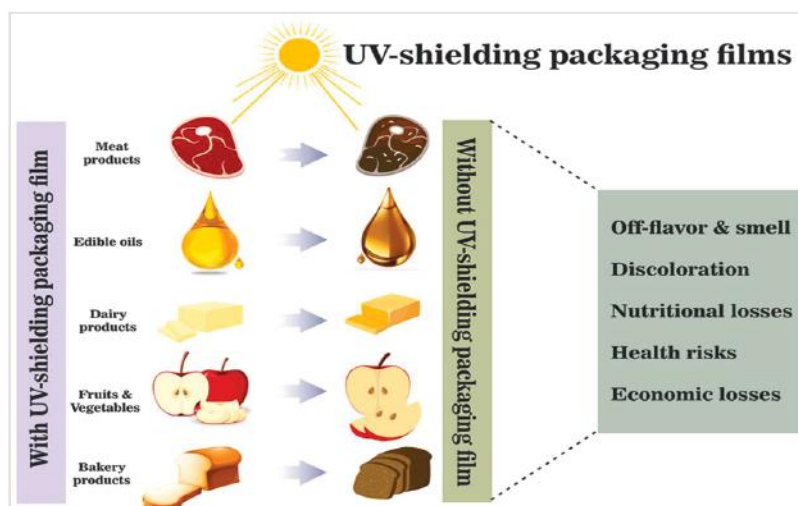 UV-shielding packaging films
With UV-shielding packaging film
Meat
products
Edible oils
Dairy
products
Fruits &
Vegetables
Bakery
products
Without UV-shielding packaging film
Off-flavor & smell
Discoloration
Nutritional losses
Health risks
Economic losses